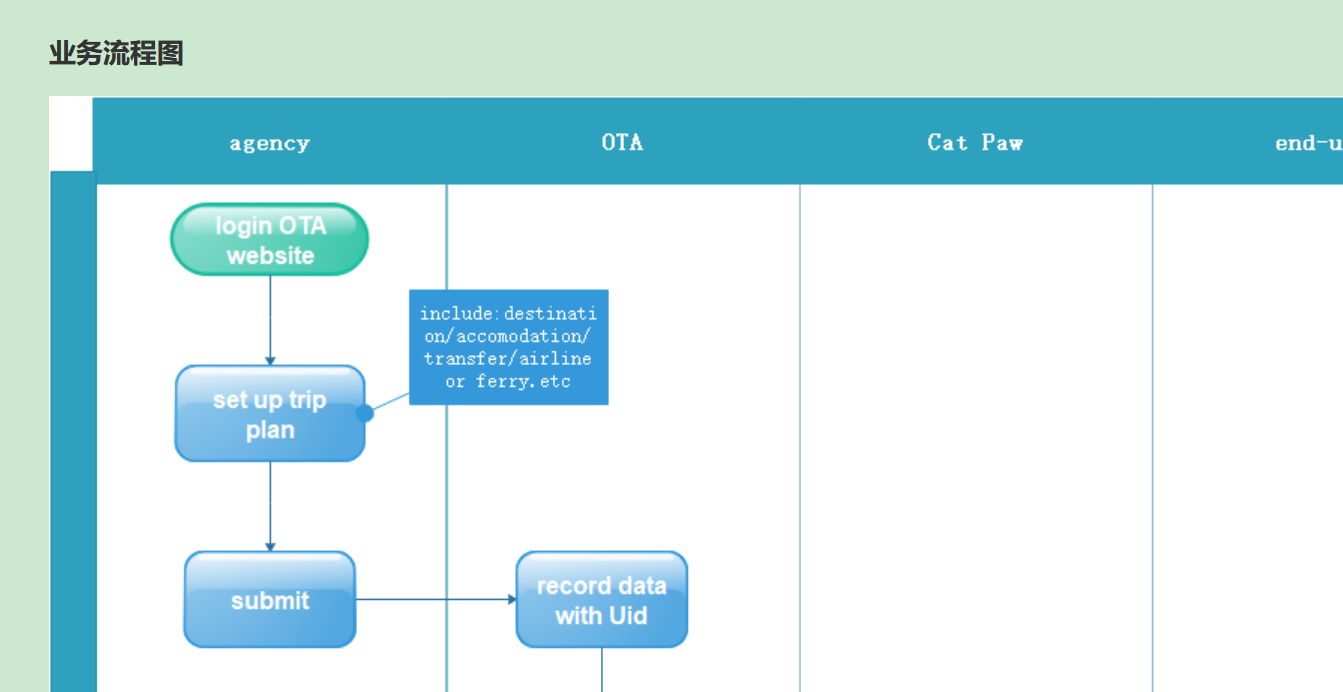 业务流程图
agency
OTA
Cat Paw
end-u
login OTA
website
include:destinati
on/accomodation/
transfer/airline
or ferry.etc
set up trip
plan
submit
record data
with Uid